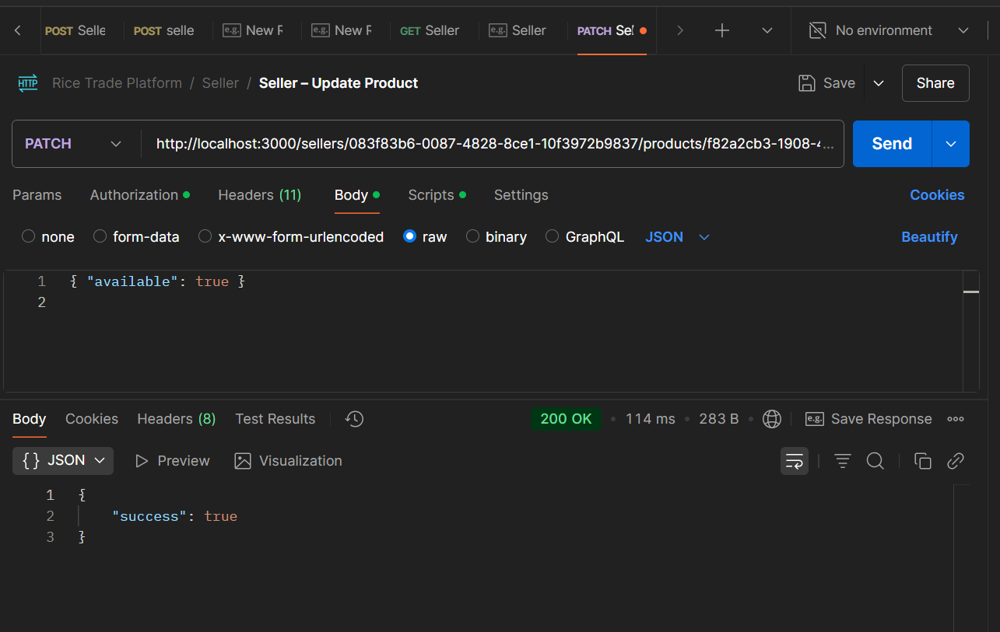 POST Selle POST selle e.g. New F e.g. New F GET Seller e.g. Seller PATCH Sel No environment
HTTP Rice Trade Platform / Seller / Seller – Update Product Save Share
PATCH http://localhost:3000/sellers/083f83b6-0087-4828-8ce1-10f3972b9837/products/f82a2cb3-1908-4... Send
Params Authorization Headers (11) Body Scripts Settings Cookies
none form-data x-www-form-urlencoded raw binary GraphQL JSON Beautify
1 { "available": true }
2
Body Cookies Headers (8) Test Results 200 OK • 114 ms • 283 B • e.g. Save Response
{} JSON Preview Visualization
1 {
2 "success": true
3 }